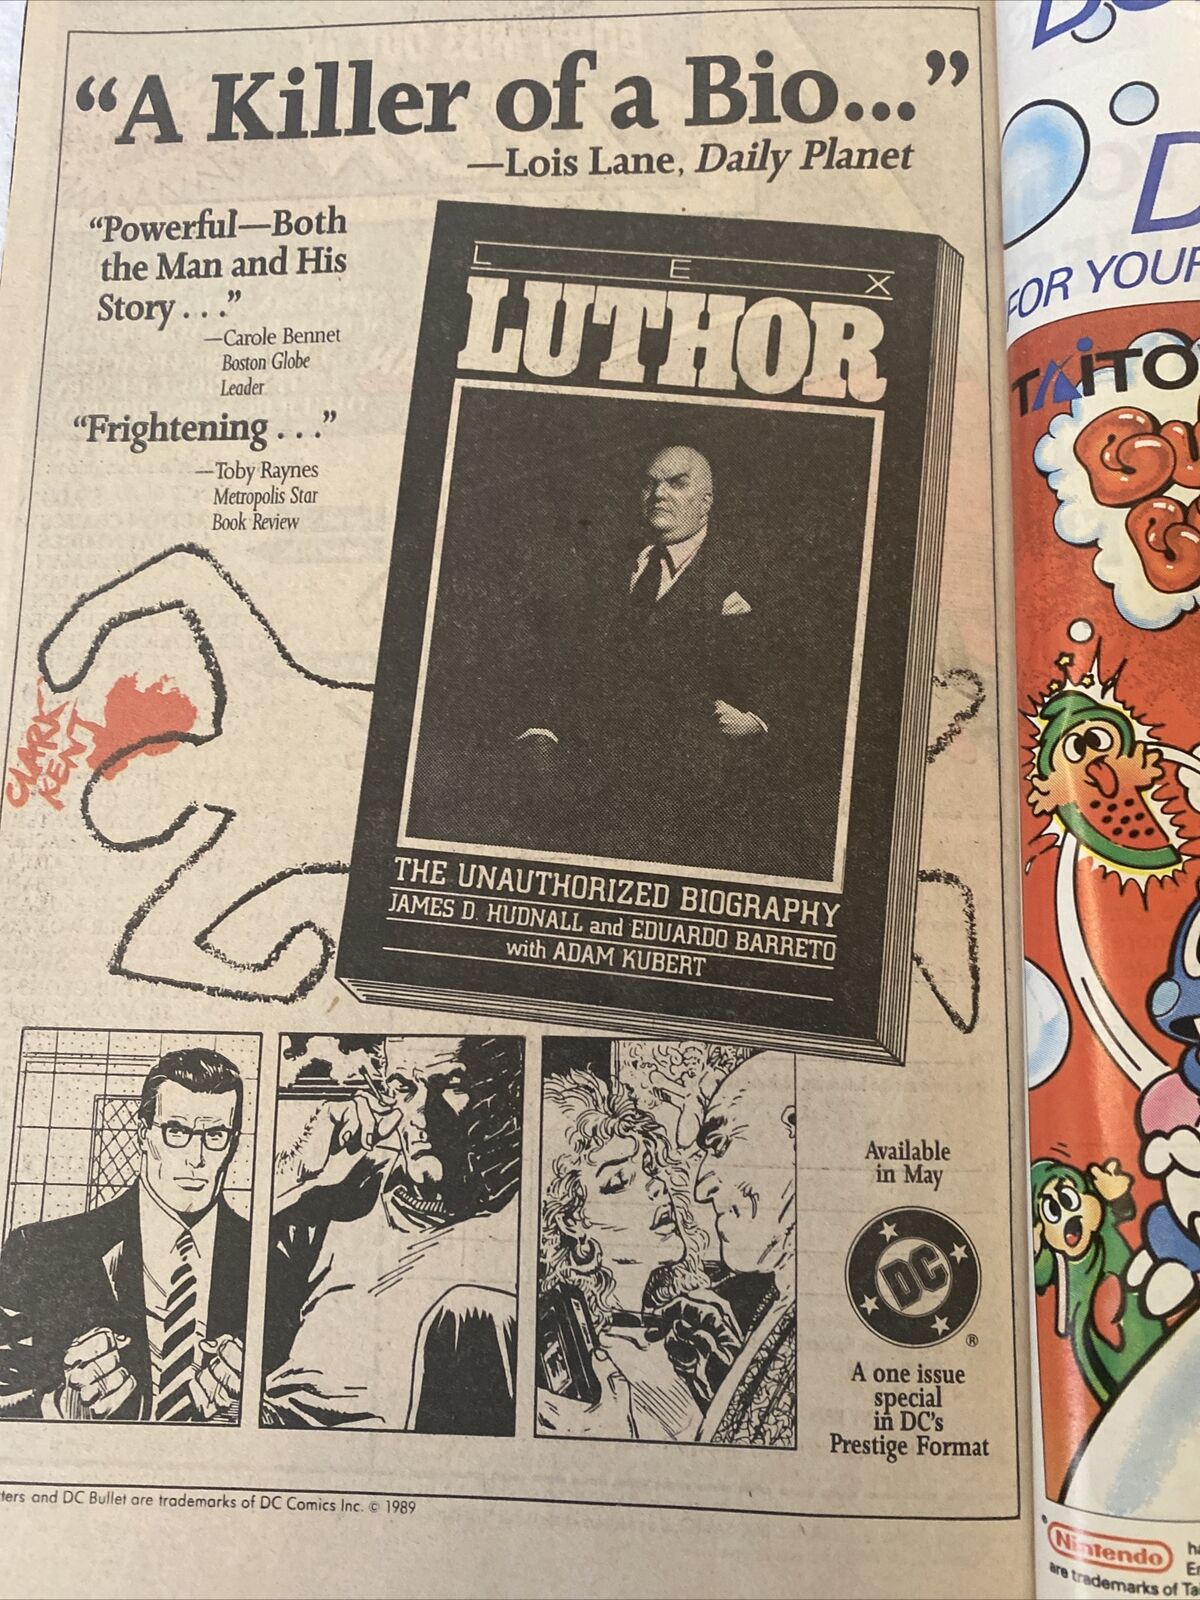 “A Killer of a Bio...”
—Lois Lane, Daily Planet
“Powerful—Both
the Man and His
Story . . .”
—Carole Bennet
Boston Globe
Leader
“Frightening . . .”
—Toby Raynes
Metropolis Star
Book Review
LEX
LUTHOR
THE UNAUTHORIZED BIOGRAPHY
JAMES D. HUDNALL and EDUARDO BARRETO
with ADAM KUBERT
CLARK
KENT
Available
in May
DC
®
A one issue
special
in DC's
Prestige Format
ters and DC Bullet are trademarks of DC Comics Inc. © 1989
FOR YOUR
TAITO
Nintendo
are trademarks of Ta